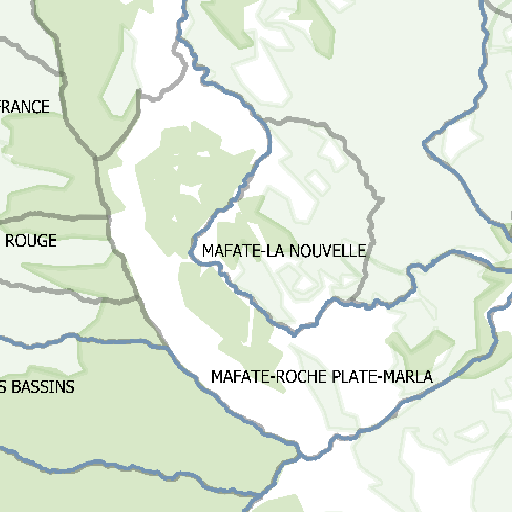 FRANCE
ROUGE
MAFATE-LA NOUVELLE
MAFATE-ROCHE PLATE-MARLA
S BASSINS